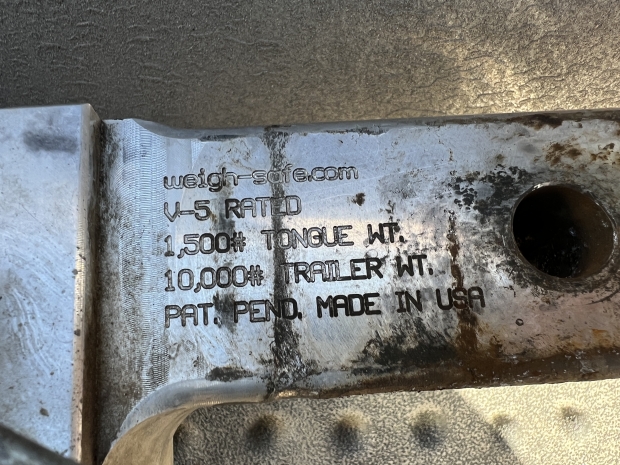 weigh-safe.com
V-5 RATED
1,500# TONGUE WT.
10,000# TRAILER WT.
PAT. PEND. MADE IN USA